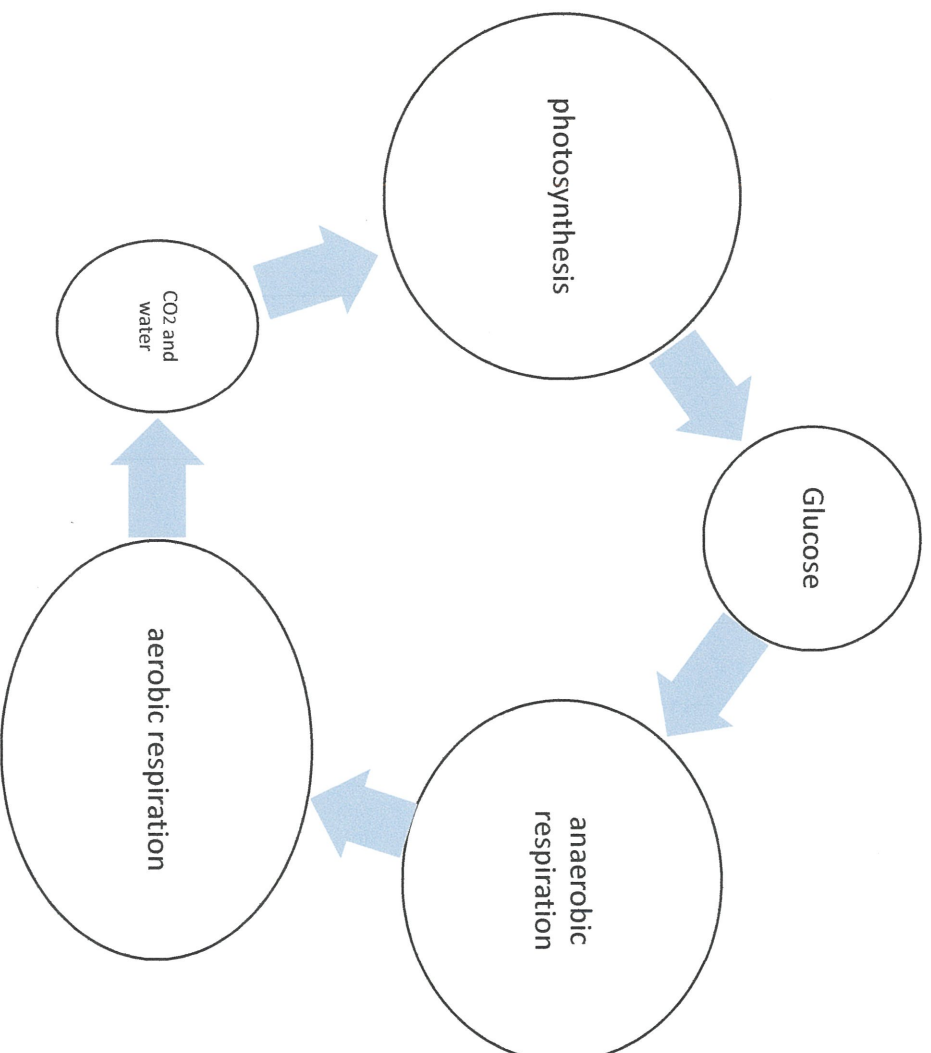 Glucose
photosynthesis
anaerobic
respiration
CO2 and
water
aerobic respiration